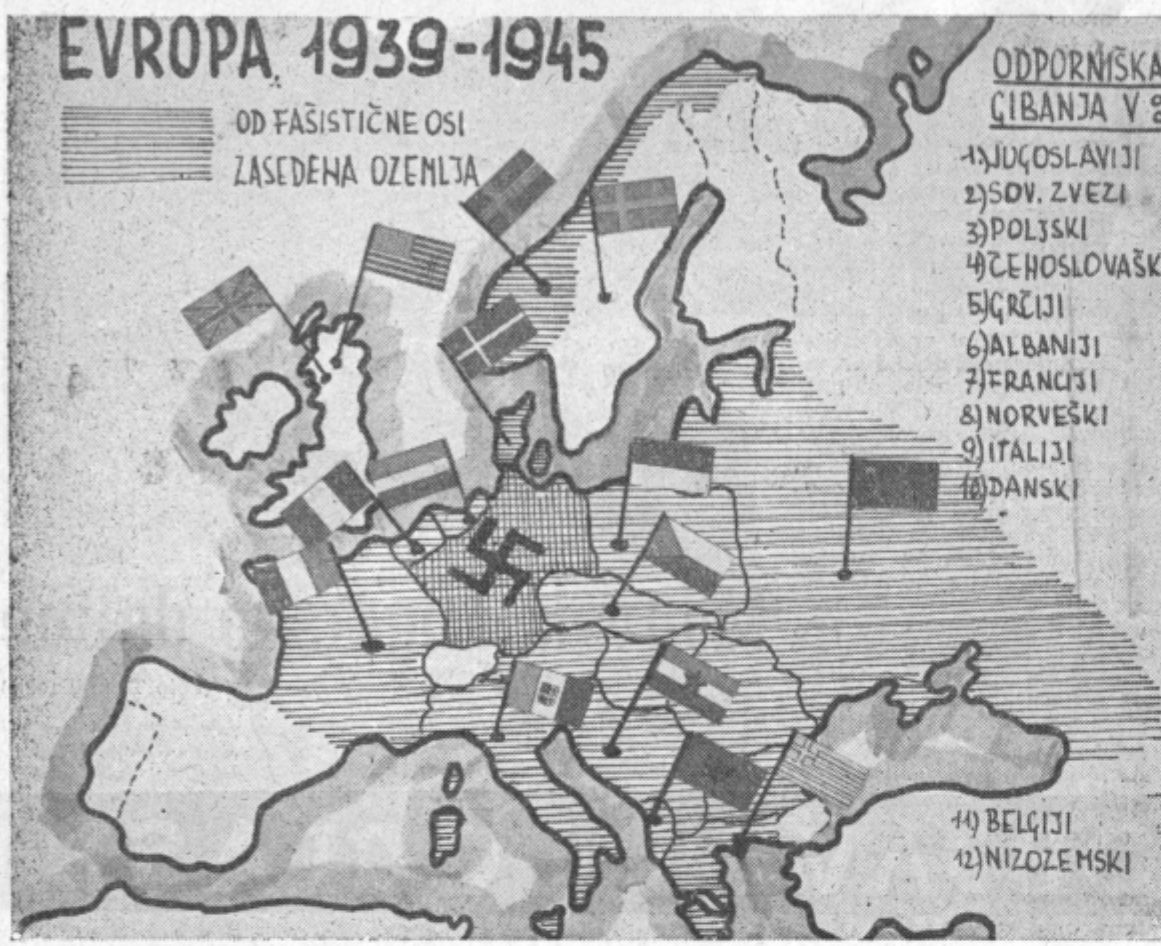 EVROPA, 1939-1945
OD FAŠISTIČNE OSI
ZASEDENA OZEMLJA
ODPORNIŠKA
GIBANJA V
1) JUGOSLAVIJI
2) SOV. ZVEZI
3) POLJSKI
4) ČEHOSLOVAŠK
5) GRČIJI
6) ALBANIJI
7) FRANCIJI
8) NORVEŠKI
9) ITALIJI
10) DANSKI
11) BELGIJI
12) NIZOZEMSKI